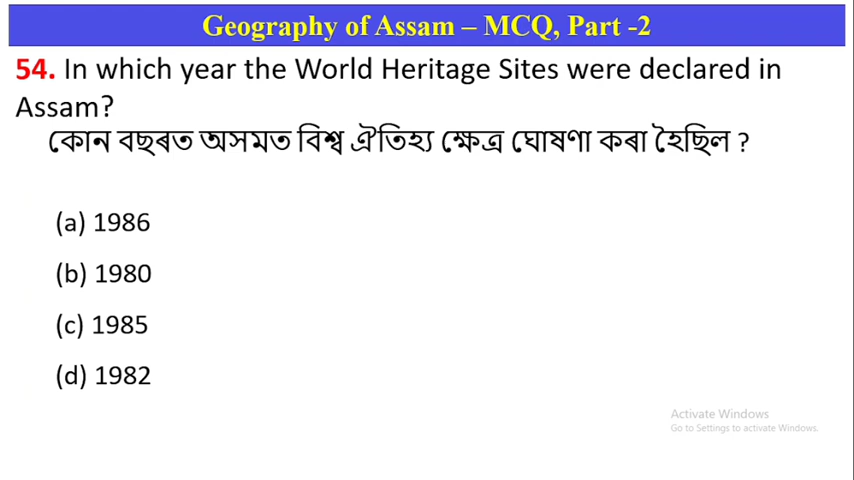 Geography of Assam – MCQ, Part -2
54. In which year the World Heritage Sites were declared in
Assam?
কোন বছৰত অসমত বিশ্ব ঐতিহ্য ক্ষেত্ৰ ঘোষণা কৰা হৈছিল ?
(a) 1986
(b) 1980
(c) 1985
(d) 1982
Activate Windows
Go to Settings to activate Windows.